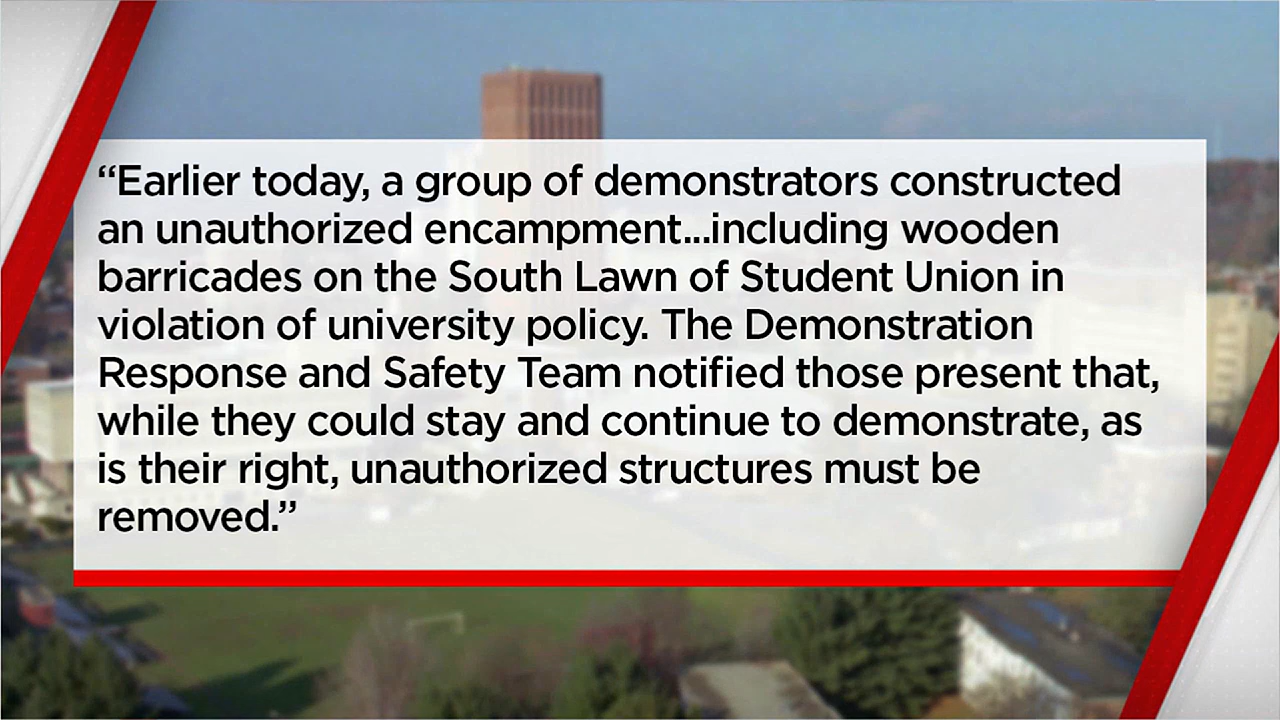 “Earlier today, a group of demonstrators constructed
an unauthorized encampment...including wooden
barricades on the South Lawn of Student Union in
violation of university policy. The Demonstration
Response and Safety Team notified those present that,
while they could stay and continue to demonstrate, as
is their right, unauthorized structures must be
removed.”